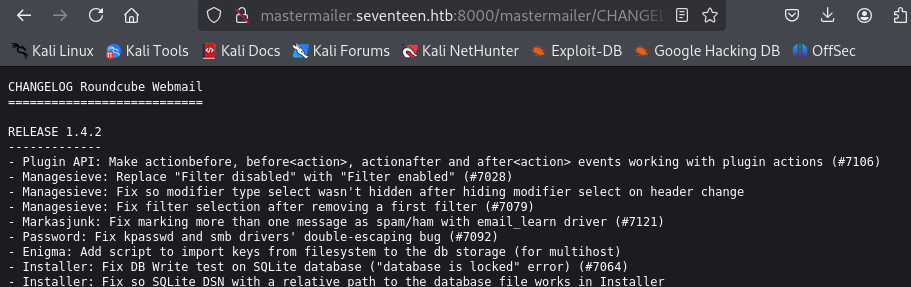 mastermailer.seventeen.htb:8000/mastermailer/CHANGEL
Kali Linux Kali Tools Kali Docs Kali Forums Kali NetHunter Exploit-DB Google Hacking DB OffSec
CHANGELOG Roundcube Webmail
===========================
RELEASE 1.4.2
-------------
- Plugin API: Make actionbefore, before<action>, actionafter and after<action> events working with plugin actions (#7106)
- Managesieve: Replace "Filter disabled" with "Filter enabled" (#7028)
- Managesieve: Fix so modifier type select wasn't hidden after hiding modifier select on header change
- Managesieve: Fix filter selection after removing a first filter (#7079)
- Markasjunk: Fix marking more than one message as spam/ham with email_learn driver (#7121)
- Password: Fix kpasswd and smb drivers' double-escaping bug (#7092)
- Enigma: Add script to import keys from filesystem to the db storage (for multihost)
- Installer: Fix DB Write test on SQLite database ("database is locked" error) (#7064)
- Installer: Fix so SQLite DSN with a relative path to the database file works in Installer